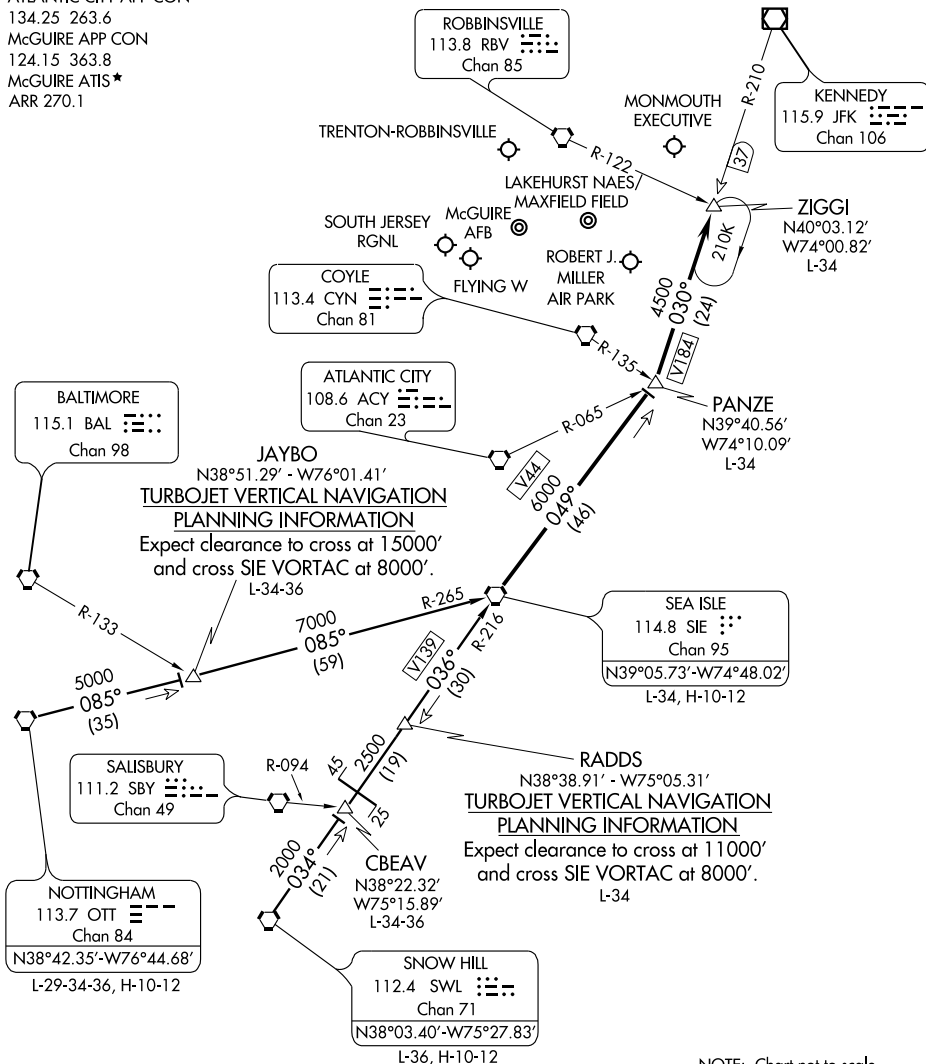 ATLANTIC CITY APP CON
134.25 263.6
McGUIRE APP CON
124.15 363.8
McGUIRE ATIS★
ARR 270.1
ROBBINSVILLE
113.8 RBV
Chan 85
R-210
KENNEDY
115.9 JFK
Chan 106
37
MONMOUTH
EXECUTIVE
TRENTON-ROBBINSVILLE
R-122
LAKEHURST NAES/
MAXFIELD FIELD
ZIGGI
N40°03.12'
W74°00.82'
L-34
210K
SOUTH JERSEY
RGNL
McGUIRE
AFB
FLYING W
ROBERT J.
MILLER
AIR PARK
COYLE
113.4 CYN
Chan 81
R-135
4500
030°
(24)
V184
ATLANTIC CITY
108.6 ACY
Chan 23
R-065
PANZE
N39°40.56'
W74°10.09'
L-34
BALTIMORE
115.1 BAL
Chan 98
R-133
JAYBO
N38°51.29' - W76°01.41'
TURBOJET VERTICAL NAVIGATION
PLANNING INFORMATION
Expect clearance to cross at 15000'
and cross SIE VORTAC at 8000'.
L-34-36
V44
6000
049°
(46)
SEA ISLE
114.8 SIE
Chan 95
N39°05.73'-W74°48.02'
L-34, H-10-12
7000
085°
(59)
R-265
R-216
V139
036°
(30)
5000
085°
(35)
RADDS
N38°38.91' - W75°05.31'
TURBOJET VERTICAL NAVIGATION
PLANNING INFORMATION
Expect clearance to cross at 11000'
and cross SIE VORTAC at 8000'.
L-34
SALISBURY
111.2 SBY
Chan 49
R-094
45
2500
(19)
25
CBEAV
N38°22.32'
W75°15.89'
L-34-36
2000
034°
(21)
NOTTINGHAM
113.7 OTT
Chan 84
N38°42.35'-W76°44.68'
L-29-34-36, H-10-12
SNOW HILL
112.4 SWL
Chan 71
N38°03.40'-W75°27.83'
L-36, H-10-12
NOTE: Chart not to scale